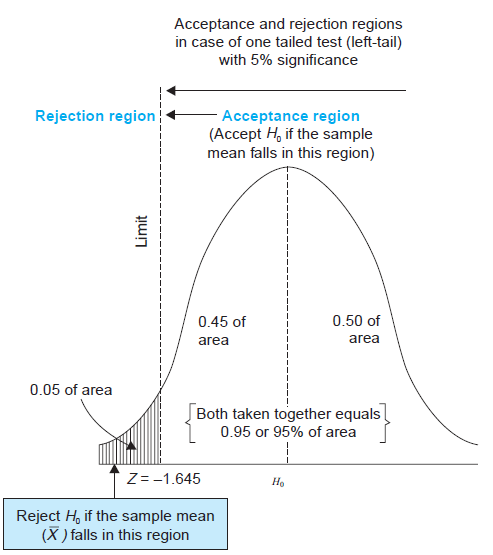 Acceptance and rejection regions
in case of one tailed test (left-tail)
with 5% significance
Rejection region
Acceptance region
(Accept H₀ if the sample
mean falls in this region)
Limit
0.45 of
area
0.50 of
area
0.05 of area
Both taken together equals
0.95 or 95% of area
Z = –1.645
H₀
Reject H₀ if the sample mean
(X̅) falls in this region